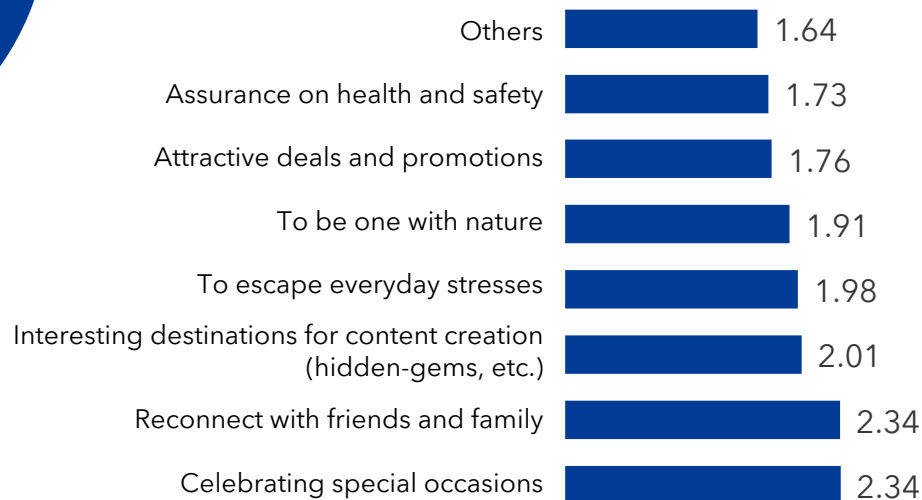 Others 1.64
Assurance on health and safety 1.73
Attractive deals and promotions 1.76
To be one with nature 1.91
To escape everyday stresses 1.98
Interesting destinations for content creation
(hidden-gems, etc.) 2.01
Reconnect with friends and family 2.34
Celebrating special occasions 2.34